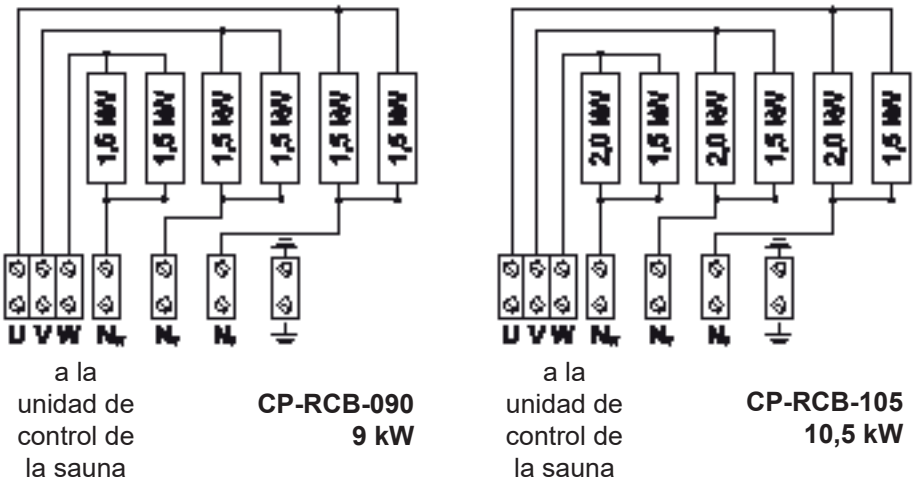 1,5 kW
1,5 kW
1,5 kW
1,5 kW
1,5 kW
1,5 kW
U V W
a la
unidad de
control de
la sauna
CP-RCB-090
9 kW
2,0 kW
1,5 kW
2,0 kW
1,5 kW
2,0 kW
1,5 kW
U V W
a la
unidad de
control de
la sauna
CP-RCB-105
10,5 kW